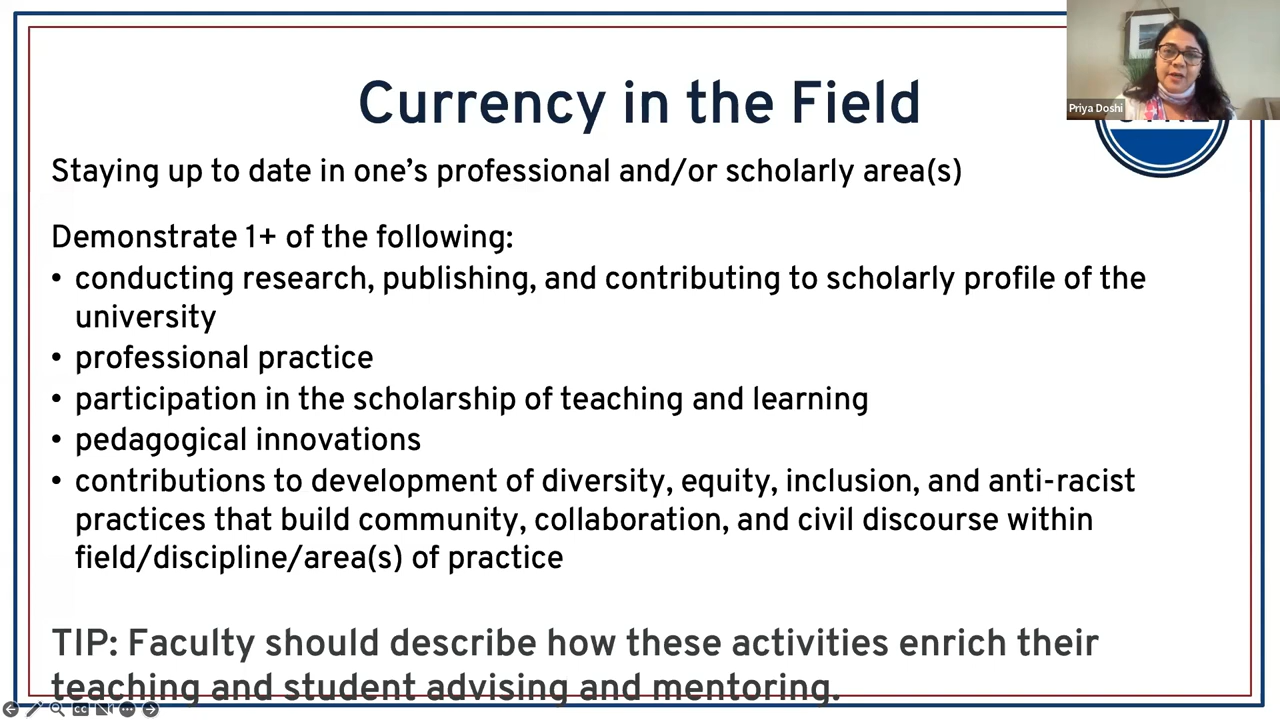 Currency in the Field
Priya Doshi
Staying up to date in one's professional and/or scholarly area(s)
Demonstrate 1+ of the following:
• conducting research, publishing, and contributing to scholarly profile of the
university
• professional practice
• participation in the scholarship of teaching and learning
• pedagogical innovations
• contributions to development of diversity, equity, inclusion, and anti-racist
practices that build community, collaboration, and civil discourse within
field/discipline/area(s) of practice
TIP: Faculty should describe how these activities enrich their
teaching and student advising and mentoring.
CC